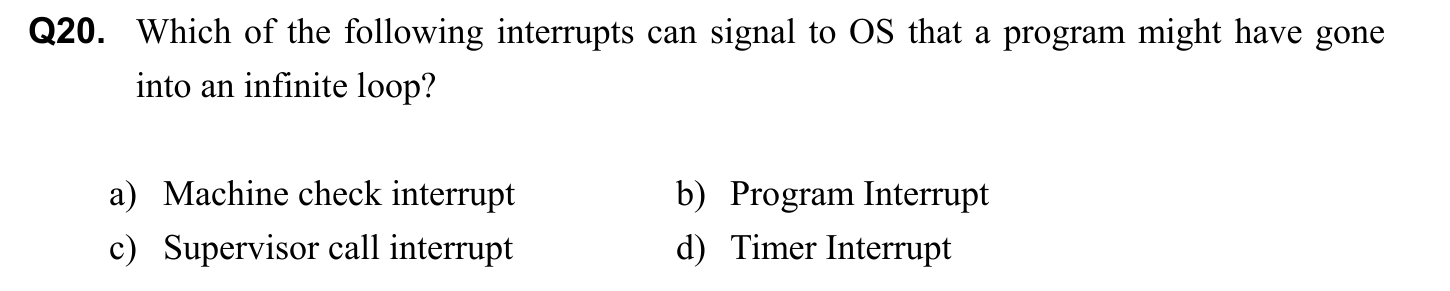 Q20. Which of the following interrupts can signal to OS that a program might have gone
into an infinite loop?
a) Machine check interrupt b) Program Interrupt
c) Supervisor call interrupt d) Timer Interrupt